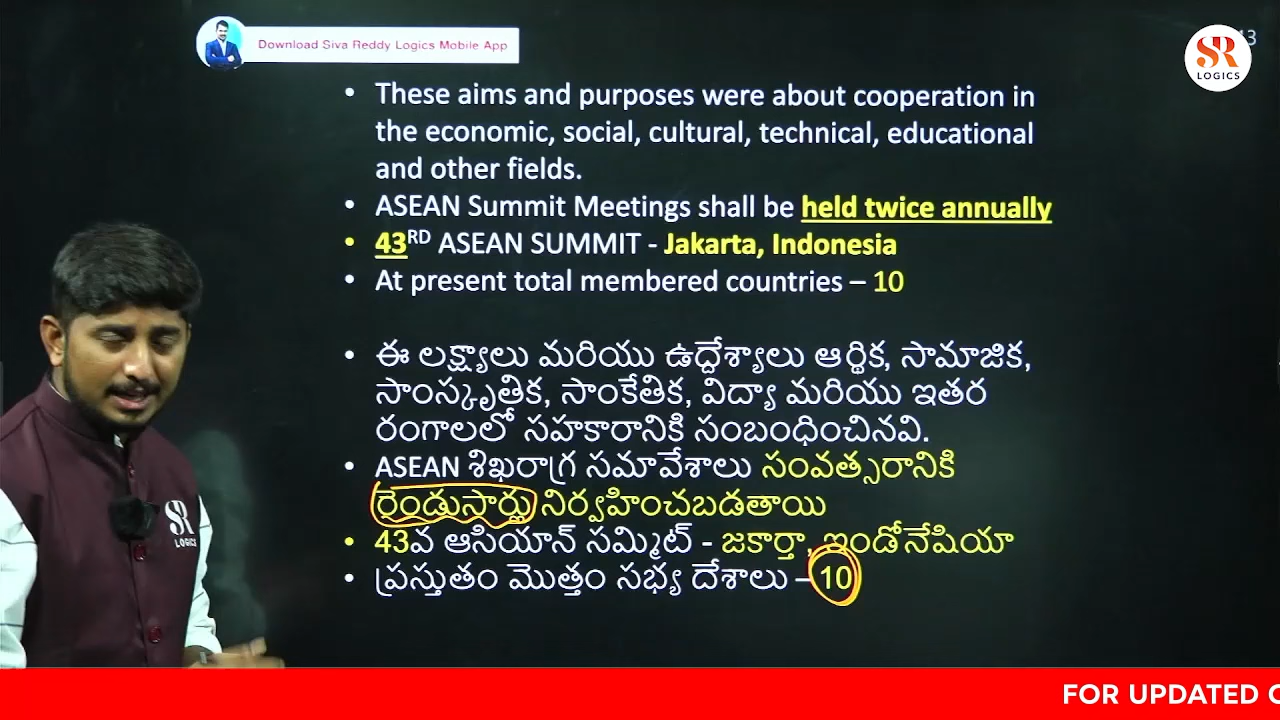 Download Siva Reddy Logics Mobile App
SR
LOGICS
• These aims and purposes were about cooperation in
the economic, social, cultural, technical, educational
and other fields.
• ASEAN Summit Meetings shall be held twice annually
• 43RD ASEAN SUMMIT - Jakarta, Indonesia
• At present total membered countries – 10
• ఈ లక్ష్యాలు మరియు ఉద్దేశ్యాలు ఆర్థిక, సామాజిక,
సాంస్కృతిక, సాంకేతిక, విద్యా మరియు ఇతర
రంగాలలో సహకారానికి సంబంధించినవి.
• ASEAN శిఖరాగ్ర సమావేశాలు సంవత్సరానికి
రెండుసార్లు నిర్వహించబడతాయి
• 43వ ఆసియాన్ సమ్మిట్ - జకార్తా, ఇండోనేషియా
• ప్రస్తుతం మొత్తం సభ్య దేశాలు – 10
SR
LOGICS
FOR UPDATED